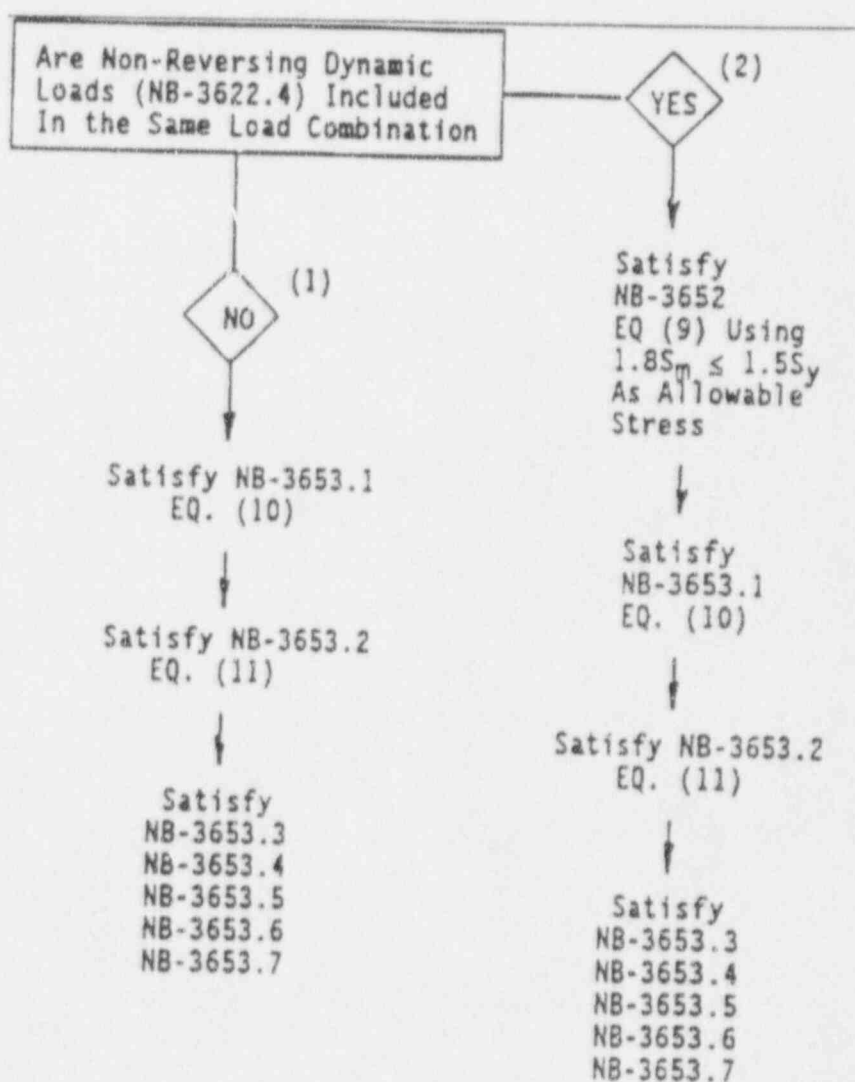 Are Non-Reversing Dynamic
Loads (NB-3622.4) Included
In the Same Load Combination
(2)
YES
(1)
NO
Satisfy NB-3653.1
EQ. (10)
Satisfy NB-3653.2
EQ. (11)
Satisfy
NB-3653.3
NB-3653.4
NB-3653.5
NB-3653.6
NB-3653.7
Satisfy
NB-3652
EQ (9) Using
1.8Sm ≤ 1.5Sy
As Allowable
Stress
Satisfy
NB-3653.1
EQ. (10)
Satisfy NB-3653.2
EQ. (11)
Satisfy
NB-3653.3
NB-3653.4
NB-3653.5
NB-3653.6
NB-3653.7